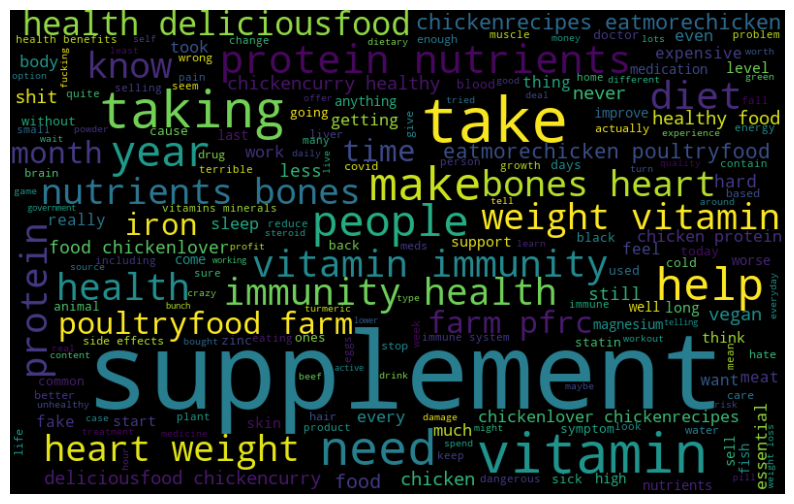 health deliciousfood
chickenrecipes eatmorechicken
health benefits
least
self
change
dietary
took
enough
muscle
money
lots
doctor
problem
even
know
protein nutrients
body
option
quite
fucking
wrong
pain
seem
selling
chickencurry healthy
blood
good
home
different
worth
green
thing
expensive
medication
level
shit
taking
anything
offer
tried
deal
take
never
diet
fall
healthy food
without
small
wait
powder
cause
going
getting
many
give
improve
actually
experience
energy
month
year
drug
last
liver
live
time
eatmorechicken poultryfood
brain
terrible
work
daily
covid
less
person
growth
days
turn
quality
contain
game
government
nutrients bones
make
bones heart
hard
based
really
vitamins minerals
iron
sleep
reduce
steroid
people
tell
weight vitamin
around
food chickenlover
profit
back
meds
support
learn
black
chicken protein
feel
today
protein
source
including
working
come
sure
vitamin immunity
used
cold
worse
health
animal
crazy
bunch
type
turmeric
immunity health
immune
still
well
long
help
everyday
poultryfood farm
lower
weak
farm pfrc
magnesium
vegan
telling
content
real
side effects
bought
zinc
eating
ones
eggs
immune system
stop
statin
workout
mean
think
hate
supplement
common
better
unhealthy
beef
active
drink
maybe
want
meat
care
risk
fake
case
start
plant
skin
hair
product
every
damage
might
much
spend
keep
chickenlover chickenrecipes
symptom
look
water
sell
fish
essential
weight loss
life
treatment
medicine
hour
heart weight
need
vitamin
deliciousfood chickencurry
food
chicken
dangerous
sick
high
nutrients
pill